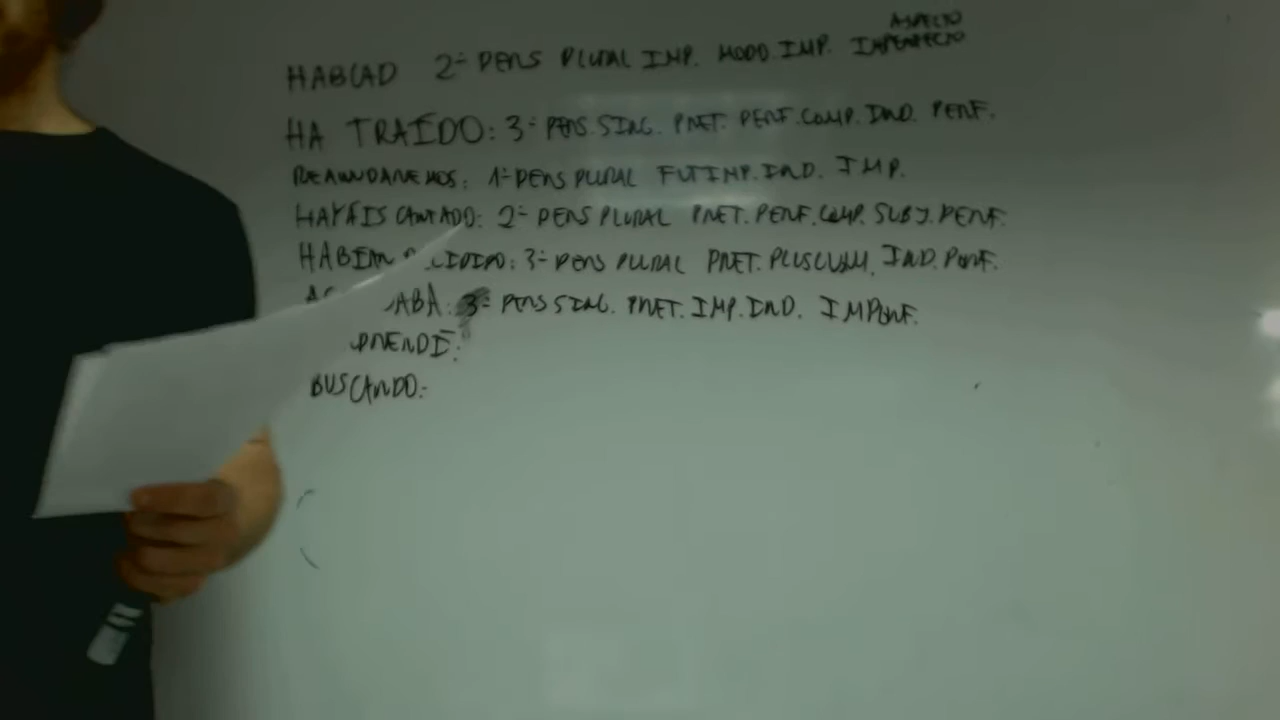 ASPECTO
HABLAD 2ª PERS PLURAL IMP. MODO IMP. IMPERFECTO
HA TRAÍDO: 3ª PERS. SING. PRET. PERF. COMP. IND. PERF.
REANUDAREMOS: 1ª PERS PLURAL FUT IMP. IND. IMP.
HAYÁIS CANTADO: 2ª PERS PLURAL PRET. PERF. COMP. SUBJ. PERF.
HABÍAN 3ª PERS PLURAL PRET. PLUSCUAM. IND. PERF.
ABA: 3ª PERS SING. PRET. IMP. IND. IMPERF.
PRENDÍ:
BUSCANDO: